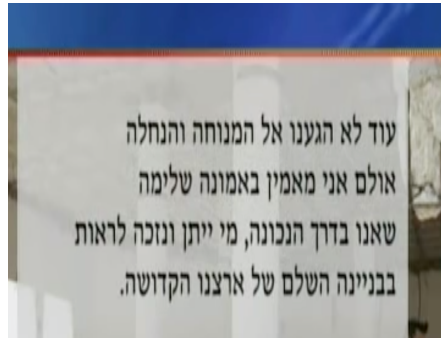 עוד לא הגענו אל המנוחה והנחלה
אולם אני מאמין באמונה שלימה
שאנו בדרך הנכונה, מי ייתן ונזכה לראות
בבניינה השלם של ארצנו הקדושה.